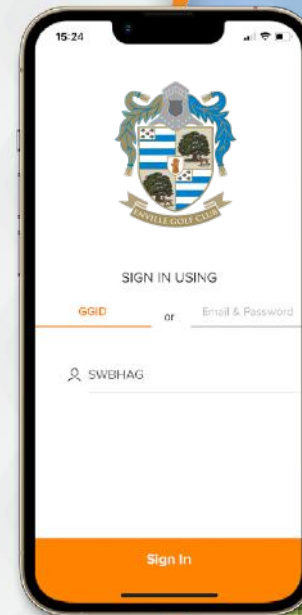 15:24
ENVILLE GOLF CLUB
SIGN IN USING
GGID or Email & Password
SWBHAG
Sign In